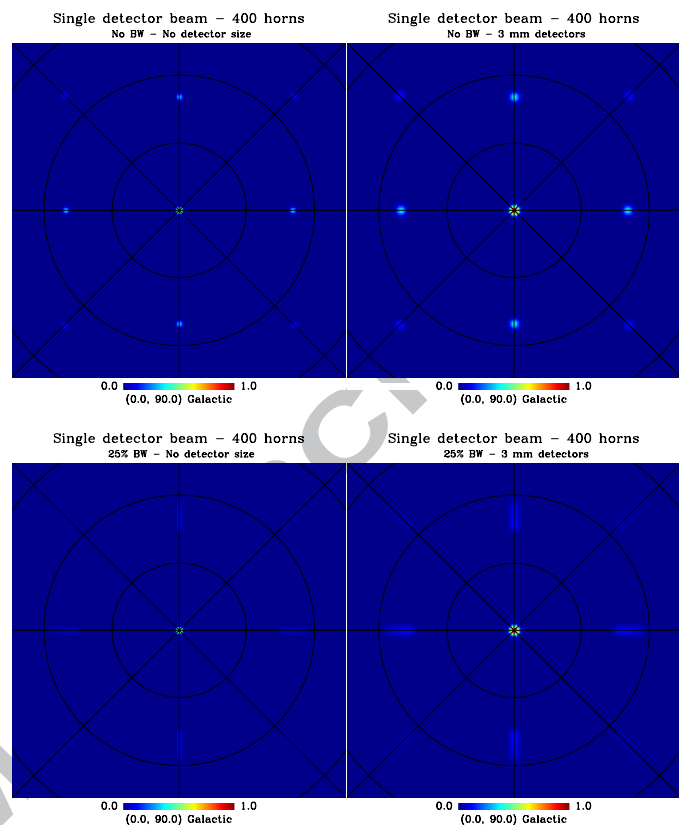 Single detector beam – 400 horns
No BW – No detector size
Single detector beam – 400 horns
No BW – 3 mm detectors
0.0 1.0
(0.0, 90.0) Galactic
0.0 1.0
(0.0, 90.0) Galactic
Single detector beam – 400 horns
25% BW – No detector size
Single detector beam – 400 horns
25% BW – 3 mm detectors
0.0 1.0
(0.0, 90.0) Galactic
0.0 1.0
(0.0, 90.0) Galactic